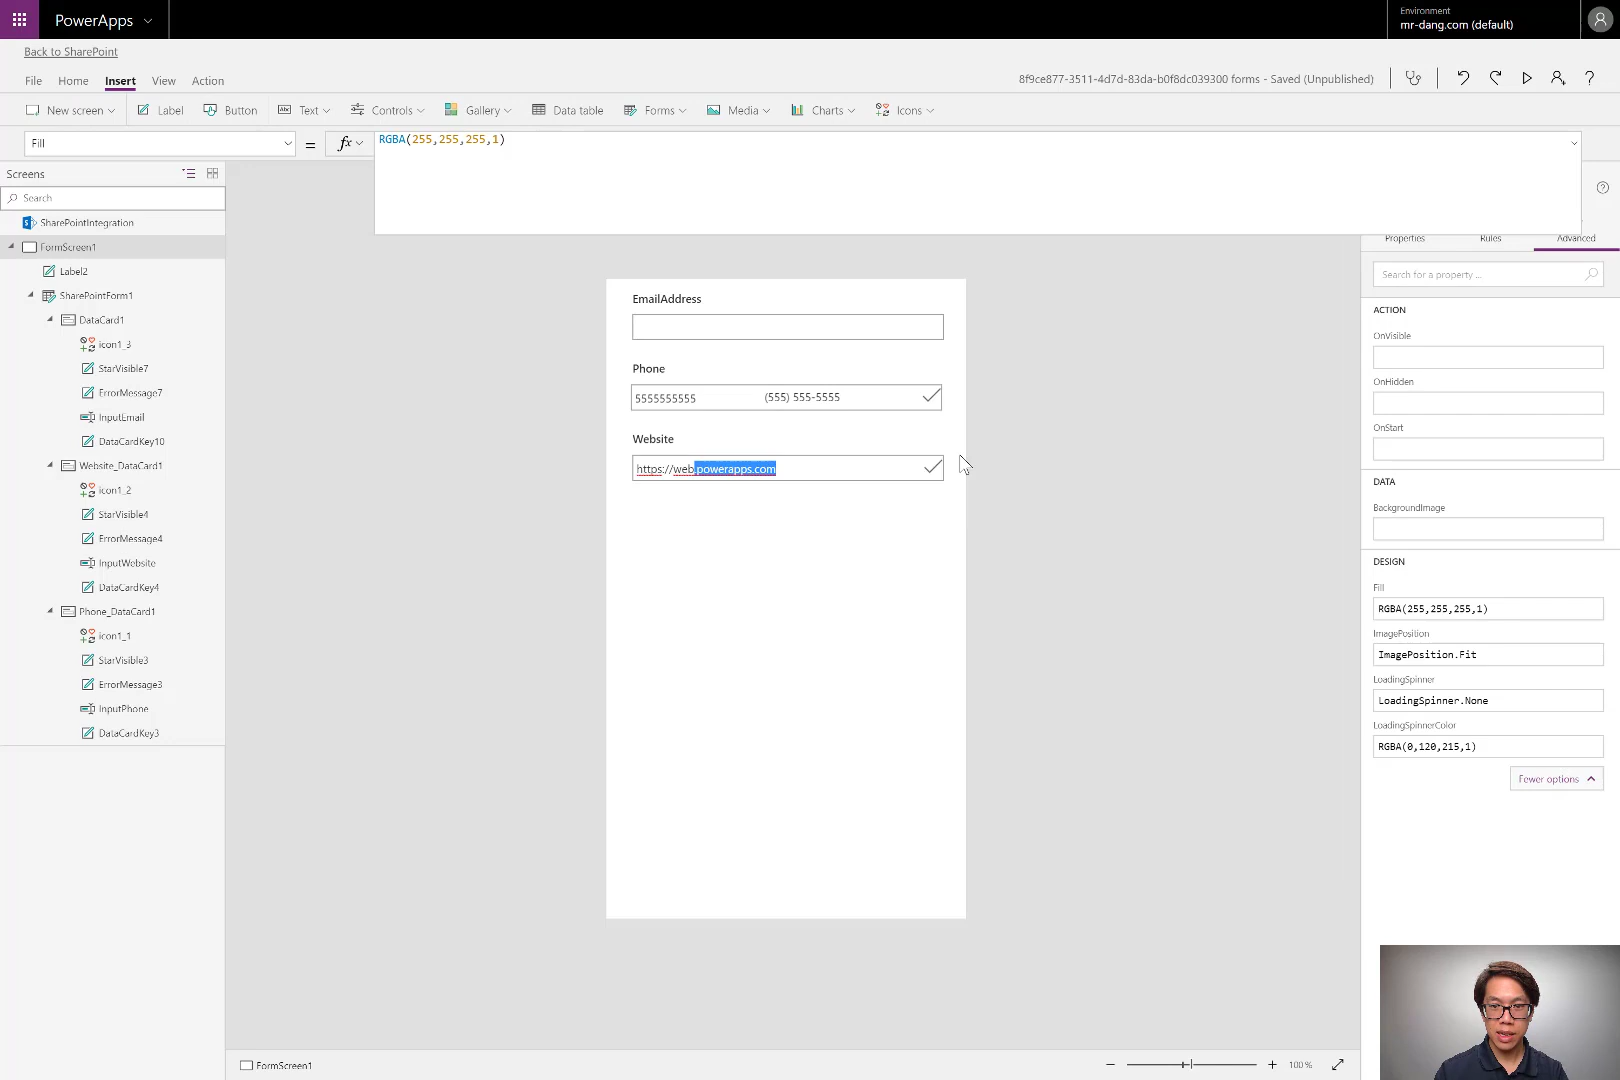 PowerApps
Environment
mr-dang.com (default)
Back to SharePoint
File Home Insert View Action
8f9ce877-3511-4d7d-83da-b0f8dc039300 forms - Saved (Unpublished)
New screen Label Button Text Controls Gallery Data table Forms Media Charts Icons
Fill = fx RGBA(255,255,255,1)
Screens
Search
SharePointIntegration
FormScreen1
Label2
SharePointForm1
DataCard1
icon1_3
StarVisible7
ErrorMessage7
InputEmail
DataCardKey10
Website_DataCard1
icon1_2
StarVisible4
ErrorMessage4
InputWebsite
DataCardKey4
Phone_DataCard1
icon1_1
StarVisible3
ErrorMessage3
InputPhone
DataCardKey3
EmailAddress
Phone
5555555555 (555) 555-5555
Website
https://web.powerapps.com
Properties Rules Advanced
Search for a property ...
ACTION
OnVisible
OnHidden
OnStart
DATA
BackgroundImage
DESIGN
Fill
RGBA(255,255,255,1)
ImagePosition
ImagePosition.Fit
LoadingSpinner
LoadingSpinner.None
LoadingSpinnerColor
RGBA(0,120,215,1)
Fewer options
FormScreen1
100 %